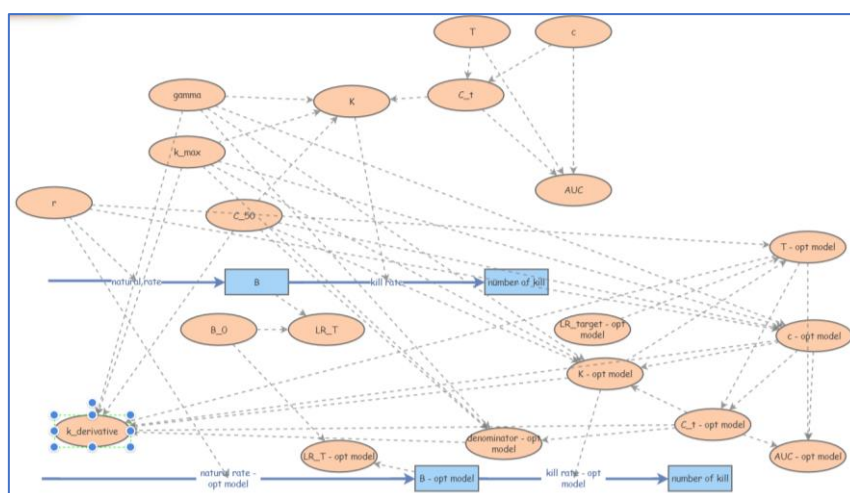 T
c
gamma
K
C_t
k_max
AUC
r
C_50
T - opt model
natural rate
B
kill rate
number of kill
B_0
LR_T
LR_target - opt
model
c - opt model
K - opt model
k_derivative
C_t - opt model
denominator - opt
model
LR_T - opt model
AUC - opt model
natural rate -
opt model
B - opt model
kill rate - opt
model
number of kill